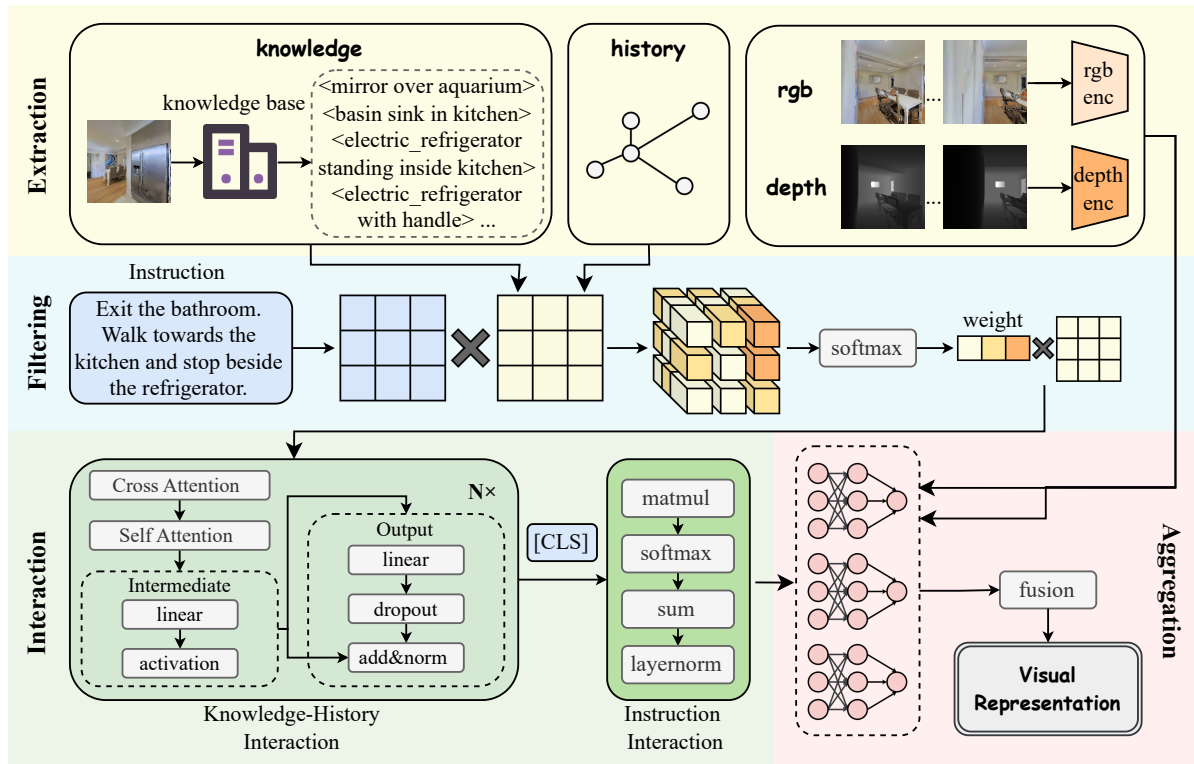 Extraction
knowledge
knowledge base
<mirror over aquarium>
<basin sink in kitchen>
<electric_refrigerator
standing inside kitchen>
<electric_refrigerator
with handle> ...
history
rgb
...
rgb
enc
depth
...
depth
enc
Filtering
Instruction
Exit the bathroom.
Walk towards the
kitchen and stop beside
the refrigerator.
softmax
weight
Interaction
Cross Attention
Self Attention
Intermediate
linear
activation
N×
Output
linear
dropout
add&norm
Knowledge-History
Interaction
[CLS]
matmul
softmax
sum
layernorm
Instruction
Interaction
Aggregation
fusion
Visual
Representation